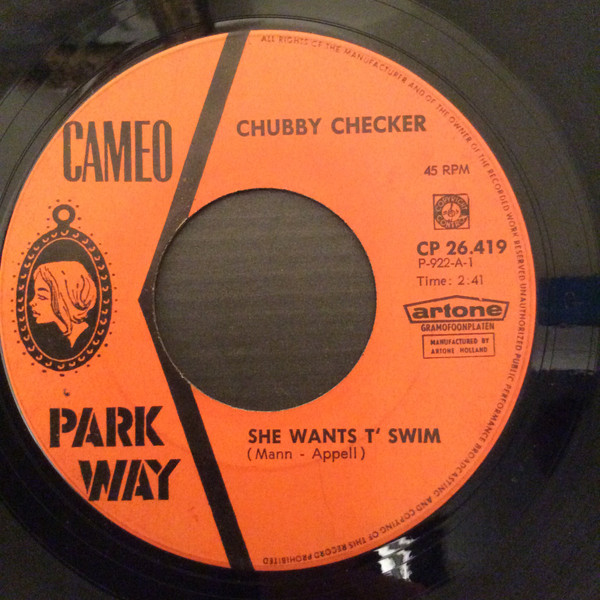 CAMEO
PARK
WAY
CHUBBY CHECKER
45 RPM
CP 26.419
P-922-A-1
Time: 2:41
artone
GRAMOFOONPLATEN
MANUFACTURED BY
ARTONE HOLLAND
SHE WANTS T' SWIM
(Mann - Appell)
ALL RIGHTS OF THE MANUFACTURER AND OF THE OWNER OF THE RECORDED WORK RESERVED UNAUTHORIZED PUBLIC PERFORMANCE BROADCASTING AND COPYING OF THIS RECORD PROHIBITED